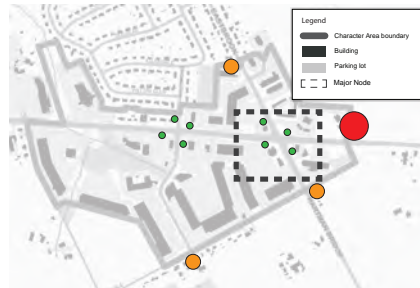 Legend
Character Area boundary
Building
Parking lot
Major Node